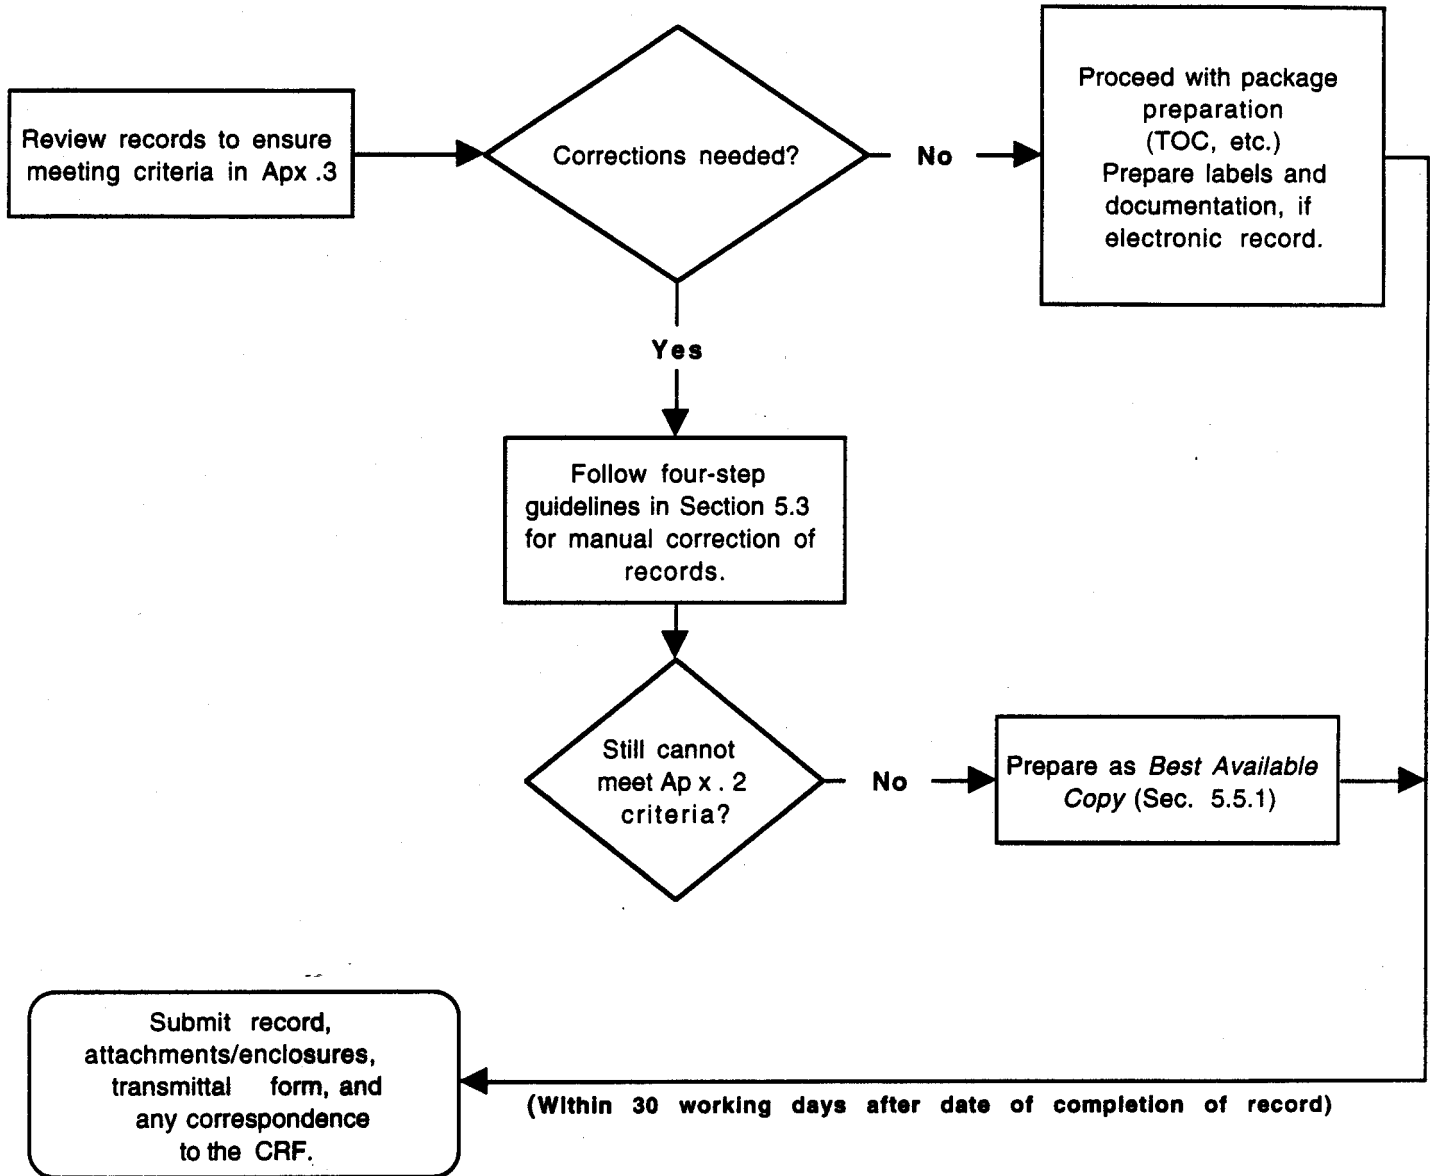 Review records to ensure
meeting criteria in Apx .3
Corrections needed?
No
Proceed with package
preparation
(TOC, etc.)
Prepare labels and
documentation, if
electronic record.
Yes
Follow four-step
guidelines in Section 5.3
for manual correction of
records.
Still cannot
meet Ap x . 2
criteria?
No
Prepare as Best Available
Copy (Sec. 5.5.1)
Submit record,
attachments/enclosures,
transmittal form, and
any correspondence
to the CRF.
(Within 30 working days after date of completion of record)